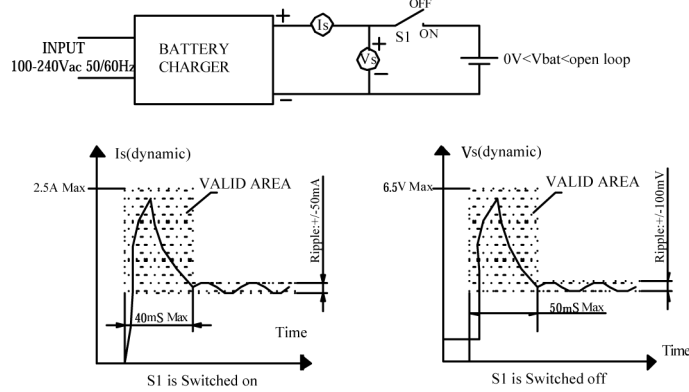 OFF
+
Is
S1
ON
INPUT
100-240Vac 50/60Hz
BATTERY
CHARGER
+
Vs
−
0V<Vbat<open loop
−
Is(dynamic)
2.5A Max
VALID AREA
Ripple:+/-50mA
40mS Max
Time
S1 is Switched on
Vs(dynamic)
6.5V Max
VALID AREA
Ripple:+/-100mV
50mS Max
Time
S1 is Switched off